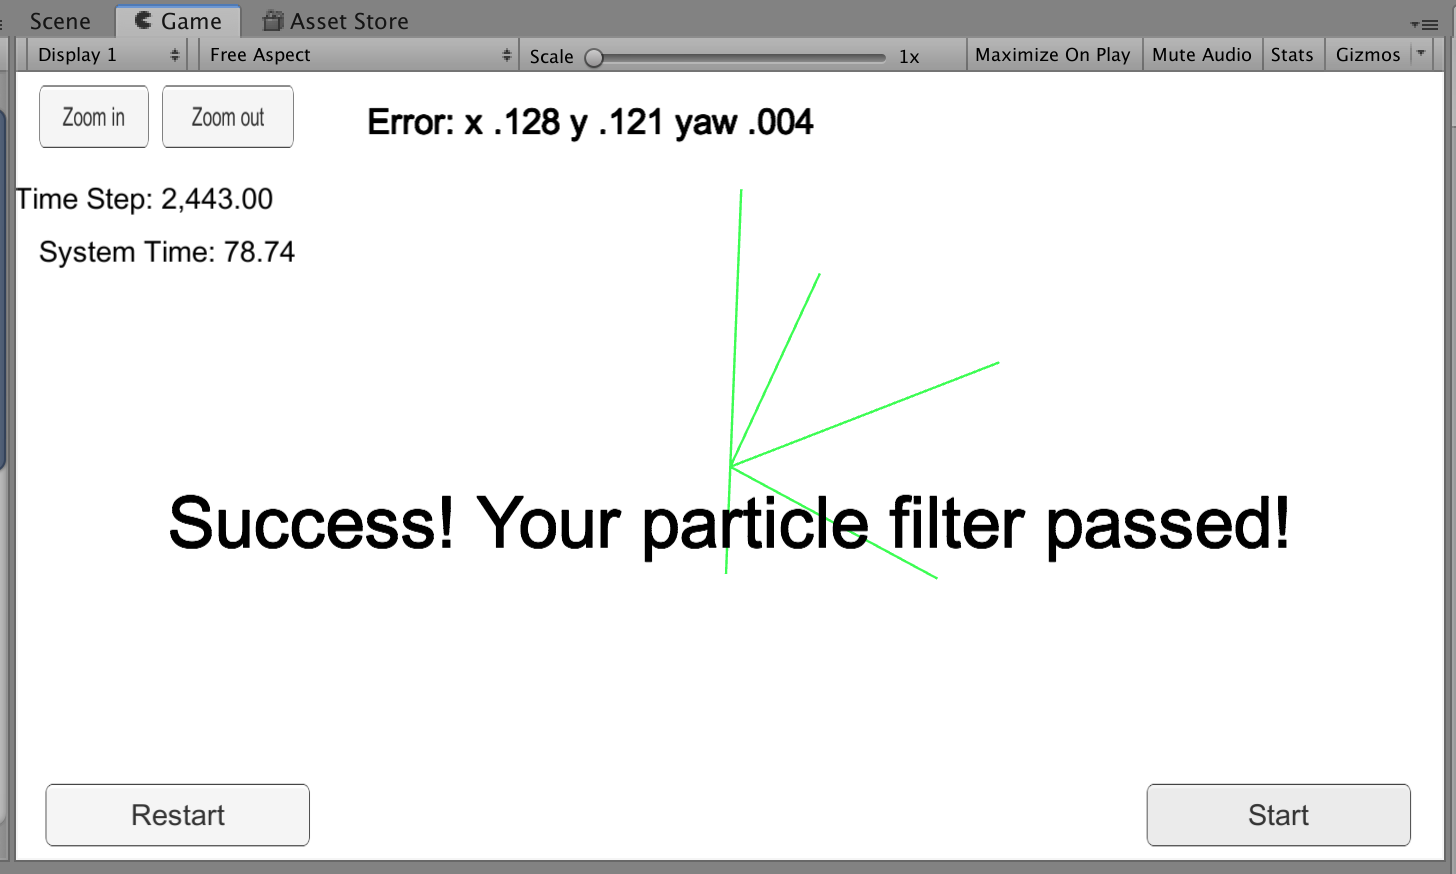 Scene Game Asset Store
Display 1 Free Aspect Scale 1x Maximize On Play Mute Audio Stats Gizmos
Zoom in Zoom out Error: x .128 y .121 yaw .004
Time Step: 2,443.00
System Time: 78.74
Success! Your particle filter passed!
Restart Start